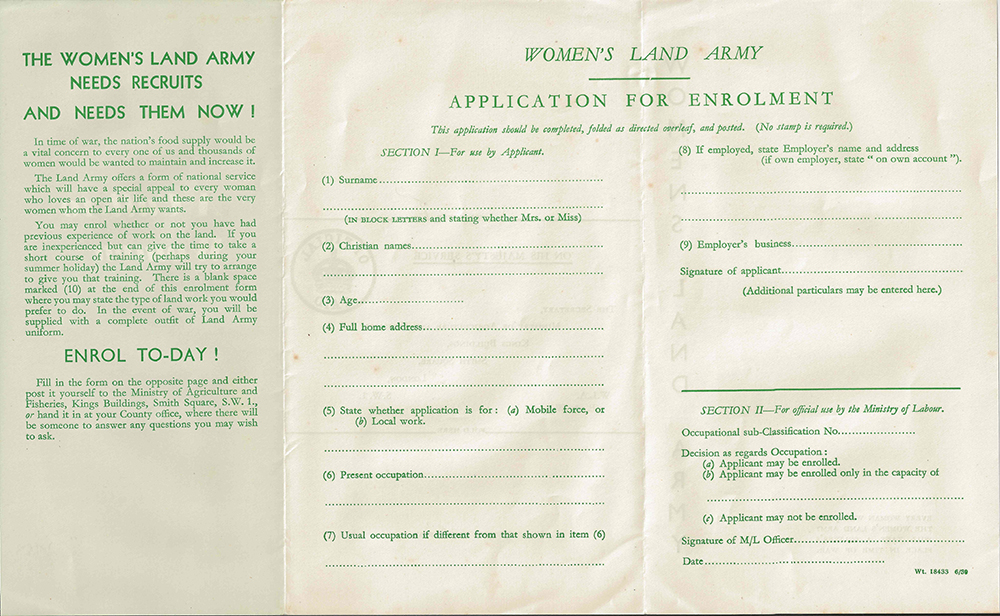 THE WOMEN'S LAND ARMY
NEEDS RECRUITS
AND NEEDS THEM NOW !
In time of war, the nation's food supply would be
a vital concern to every one of us and thousands of
women would be wanted to maintain and increase it.
The Land Army offers a form of national service
which will have a special appeal to every woman
who loves an open air life and these are the very
women whom the Land Army wants.
You may enrol whether or not you have had
previous experience of work on the land. If you
are inexperienced but can give the time to take a
short course of training (perhaps during your
summer holiday) the Land Army will try to arrange
to give you that training. There is a blank space
marked (10) at the end of this enrolment form
where you may state the type of land work you would
prefer to do. In the event of war, you will be
supplied with a complete outfit of Land Army
uniform.
ENROL TO-DAY !
Fill in the form on the opposite page and either
post it yourself to the Ministry of Agriculture and
Fisheries, Kings Buildings, Smith Square, S.W. 1.,
or hand it in at your County office, where there will
be someone to answer any questions you may wish
to ask.
WOMEN'S LAND ARMY
APPLICATION FOR ENROLMENT
This application should be completed, folded as directed overleaf, and posted. (No stamp is required.)
SECTION I—For use by Applicant.
(1) Surname
(IN BLOCK LETTERS and stating whether Mrs. or Miss)
(2) Christian names
(3) Age
(4) Full home address
(5) State whether application is for : (a) Mobile force, or
(b) Local work.
(6) Present occupation
(7) Usual occupation if different from that shown in item (6)
(8) If employed, state Employer's name and address
(if own employer, state " on own account ").
(9) Employer's business
Signature of applicant
(Additional particulars may be entered here.)
SECTION II—For official use by the Ministry of Labour.
Occupational sub-Classification No.
Decision as regards Occupation :
(a) Applicant may be enrolled.
(b) Applicant may be enrolled only in the capacity of
(c) Applicant may not be enrolled.
Signature of M/L Officer
Date
Wt. 18433 6/39